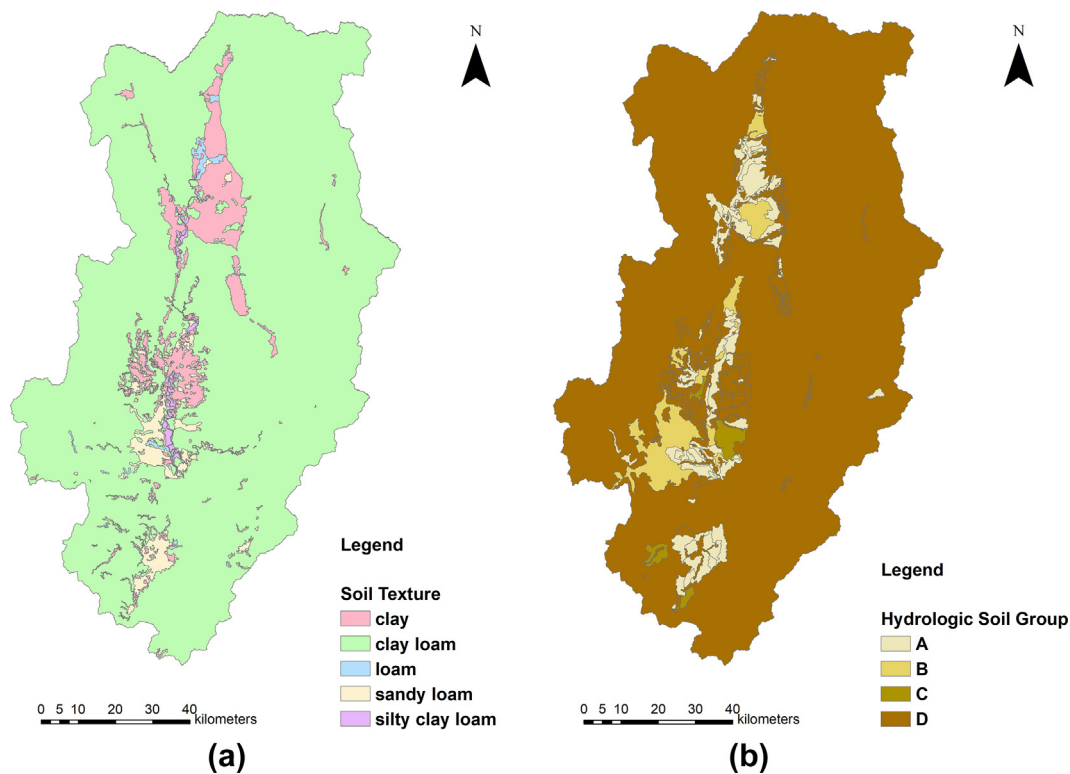 N
Legend
Soil Texture
clay
clay loam
loam
sandy loam
silty clay loam
0 5 10 20 30 40
kilometers
(a)
N
Legend
Hydrologic Soil Group
A
B
C
D
0 5 10 20 30 40
kilometers
(b)